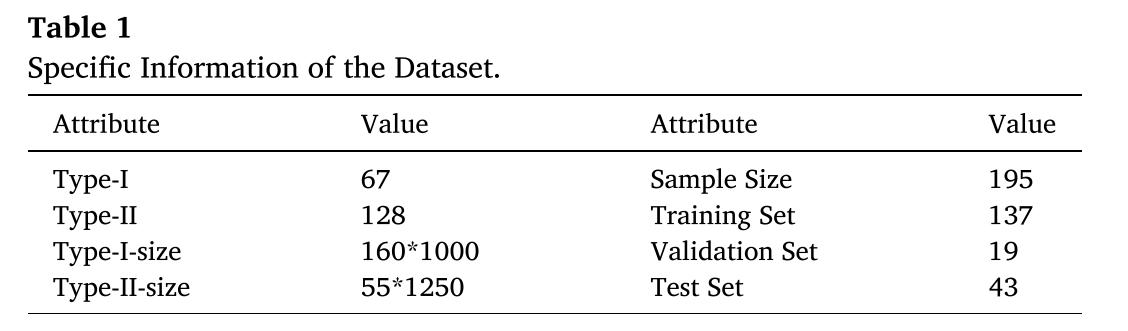 Table 1
Specific Information of the Dataset.
Attribute Value Attribute Value
Type-I 67 Sample Size 195
Type-II 128 Training Set 137
Type-I-size 160*1000 Validation Set 19
Type-II-size 55*1250 Test Set 43